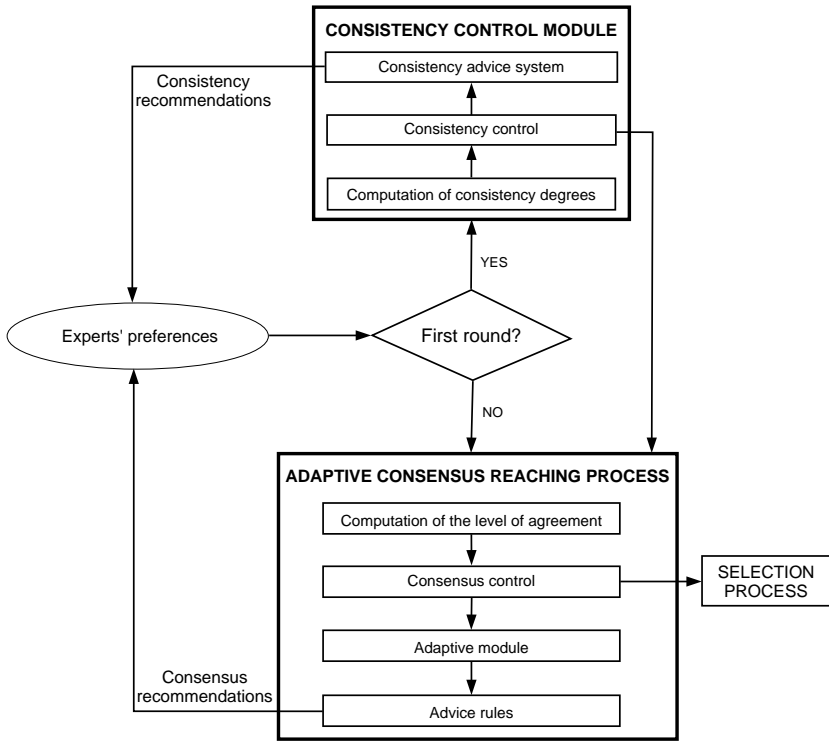 CONSISTENCY CONTROL MODULE
Consistency advice system
Consistency
recommendations
Consistency control
Computation of consistency degrees
YES
Experts' preferences
First round?
NO
ADAPTIVE CONSENSUS REACHING PROCESS
Computation of the level of agreement
Consensus control
SELECTION
PROCESS
Adaptive module
Consensus
recommendations
Advice rules